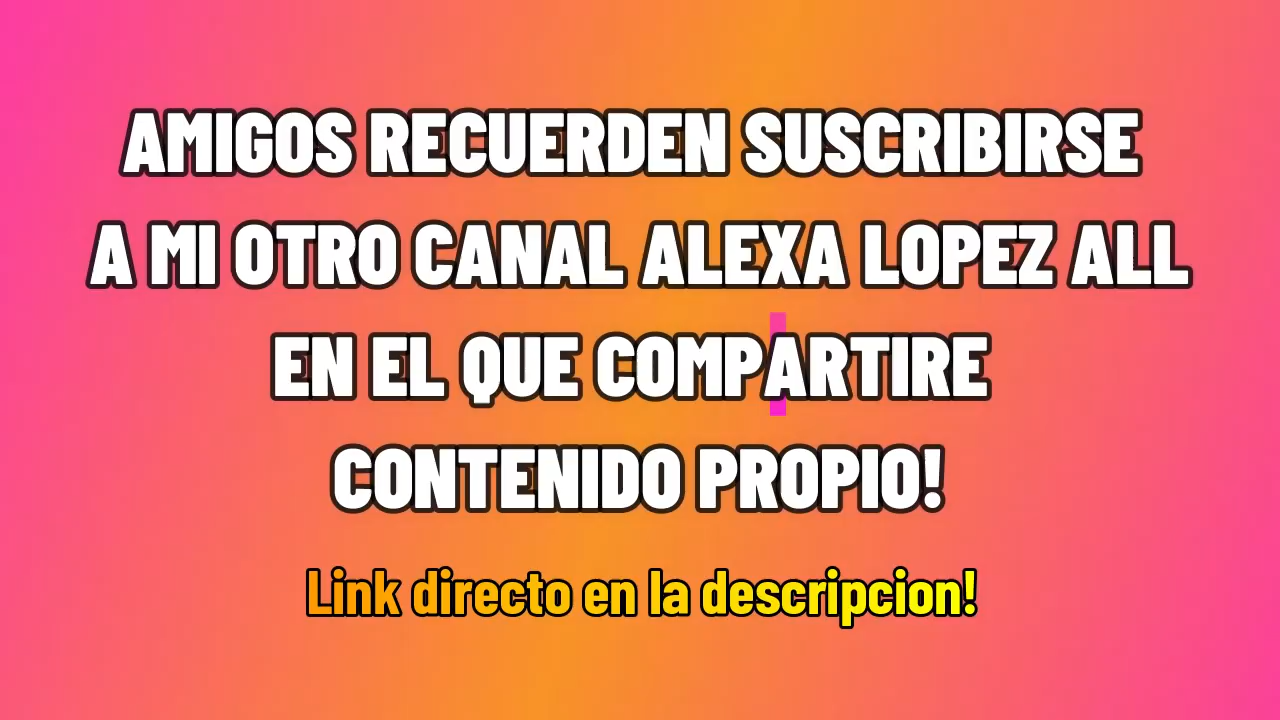 AMIGOS RECUERDEN SUSCRIBIRSE
A MI OTRO CANAL ALEXA LOPEZ ALL
EN EL QUE COMPARTIRE
CONTENIDO PROPIO!
Link directo en la descripcion!